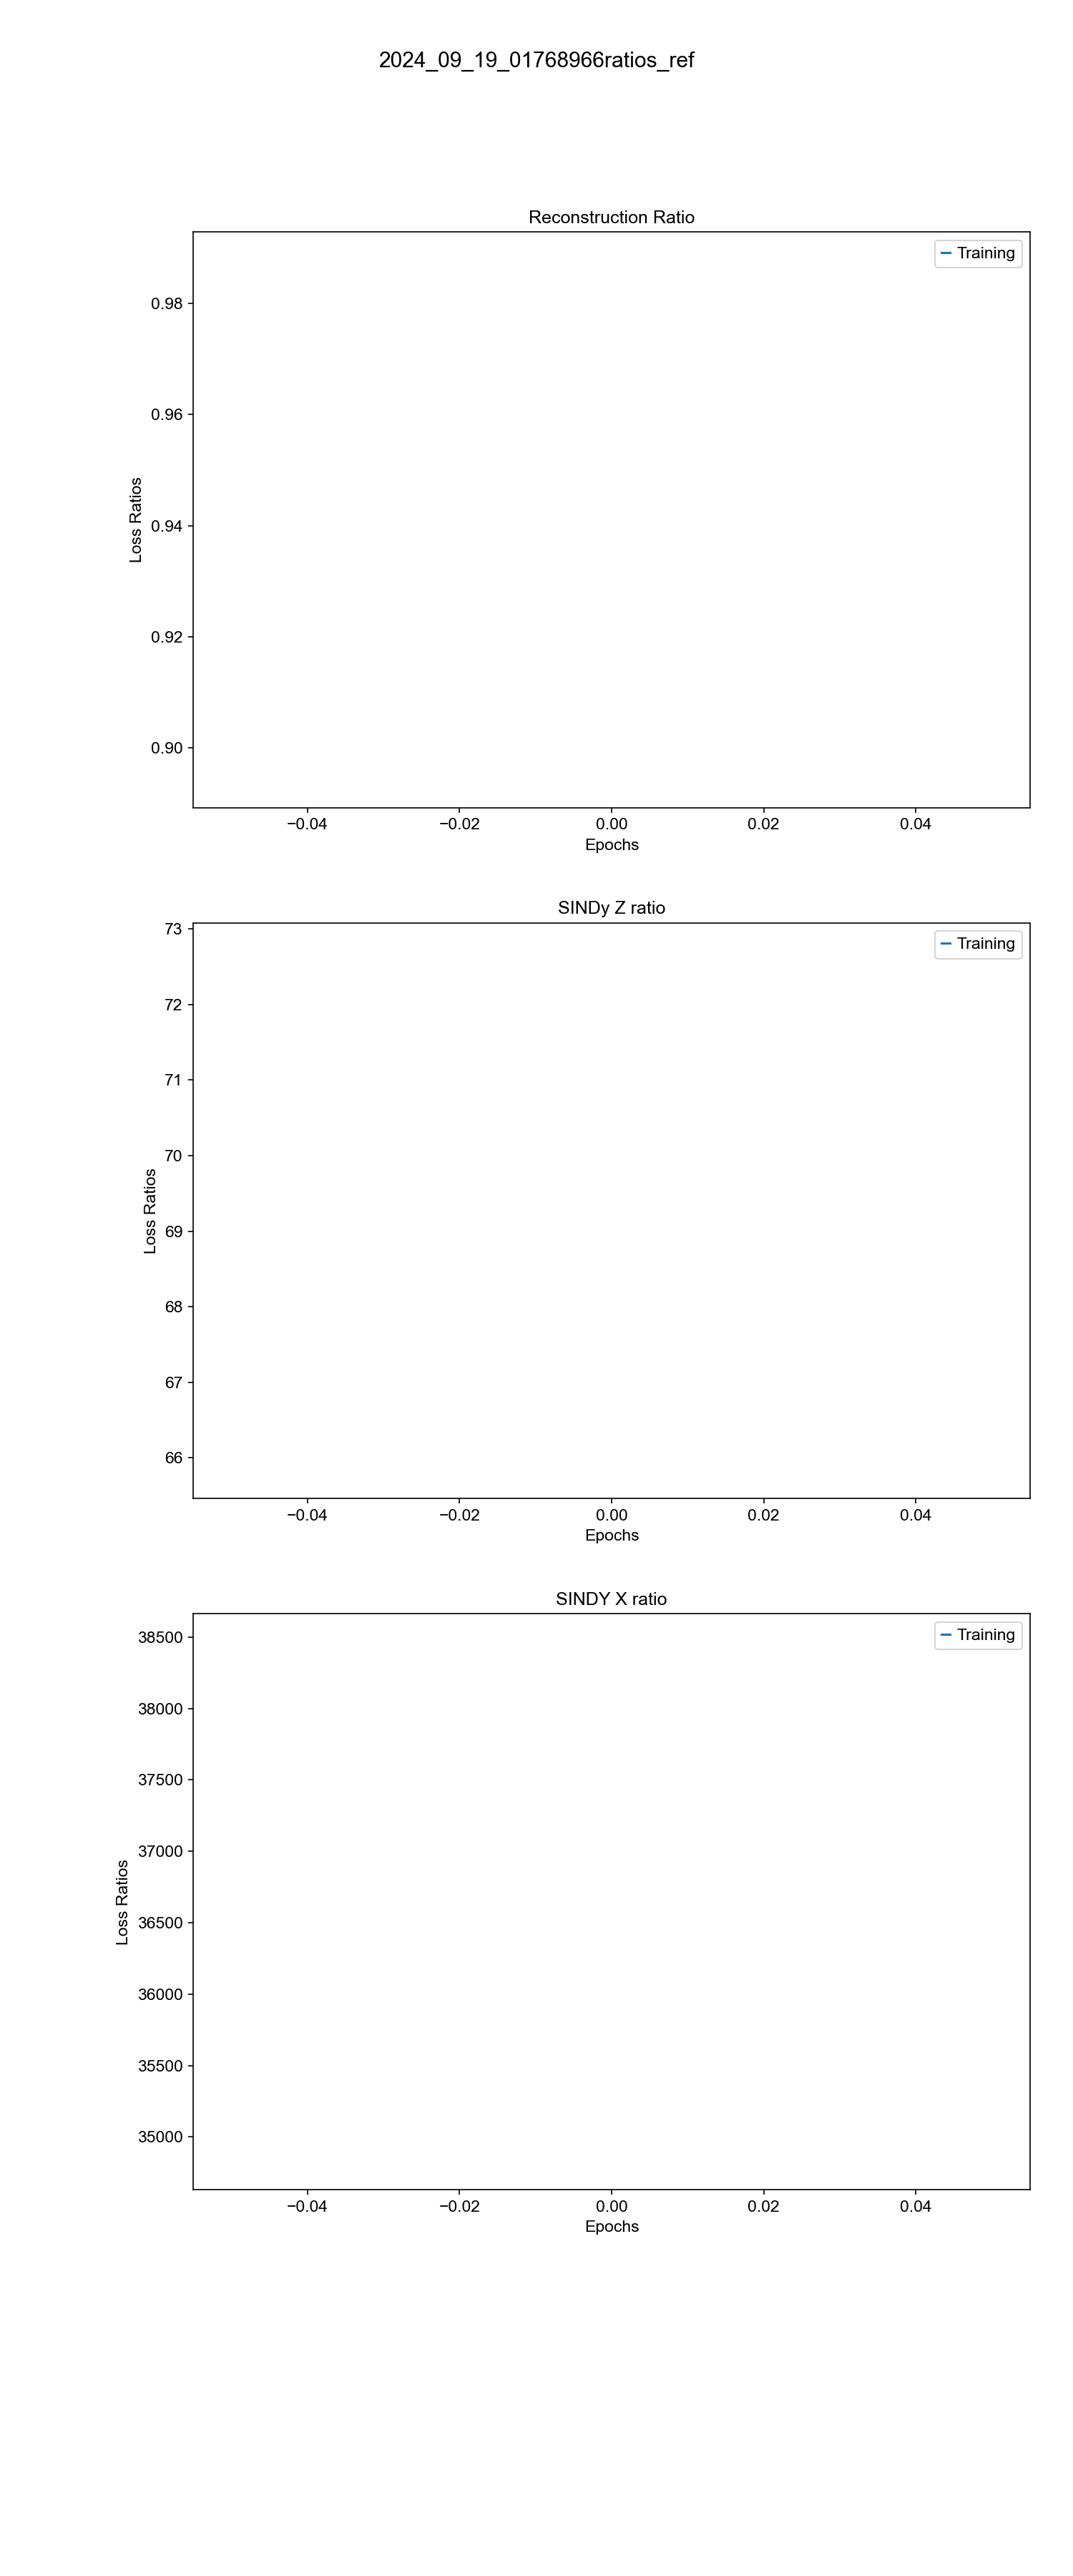 2024_09_19_01768966ratios_ref
Reconstruction Ratio
Training
0.98
0.96
0.94
0.92
0.90
Loss Ratios
−0.04 −0.02 0.00 0.02 0.04
Epochs
SINDy Z ratio
Training
73
72
71
70
69
68
67
66
Loss Ratios
−0.04 −0.02 0.00 0.02 0.04
Epochs
SINDY X ratio
Training
38500
38000
37500
37000
36500
36000
35500
35000
Loss Ratios
−0.04 −0.02 0.00 0.02 0.04
Epochs